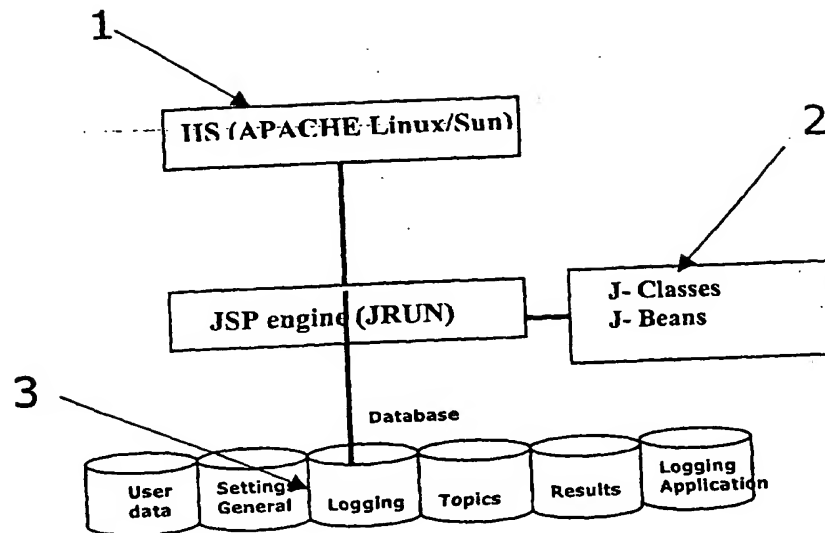 1
IIS (APACHE Linux/Sun)
2
J- Classes
J- Beans
JSP engine (JRUN)
3
Database
User
data
Settings
General
Logging
Topics
Results
Logging
Application